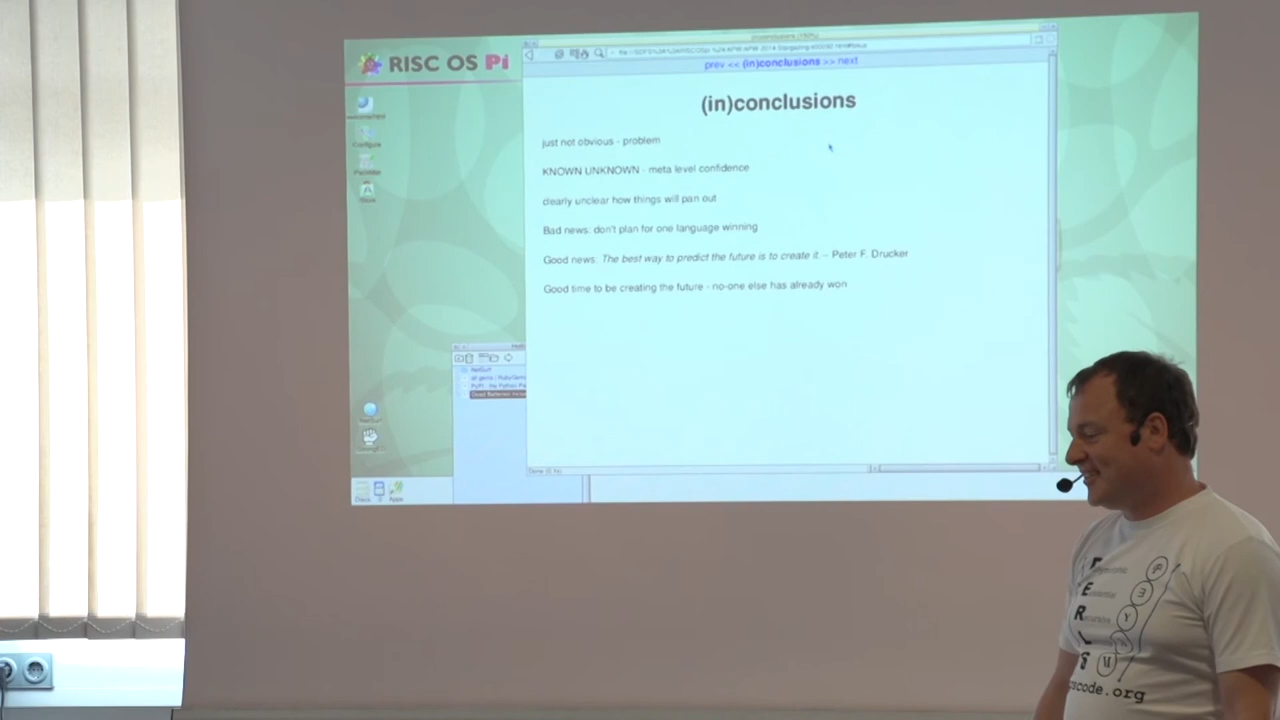 RISC OS Pi
prev << (in)conclusions >> next
(in)conclusions
just not obvious - problem
KNOWN UNKNOWN - meta level confidence
clearly unclear how things will pan out
Bad news: don't plan for one language winning
Good news: The best way to predict the future is to create it. -- Peter F. Drucker
Good time to be creating the future - no-one else has already won
Configure
NetSurf
Apps
code.org